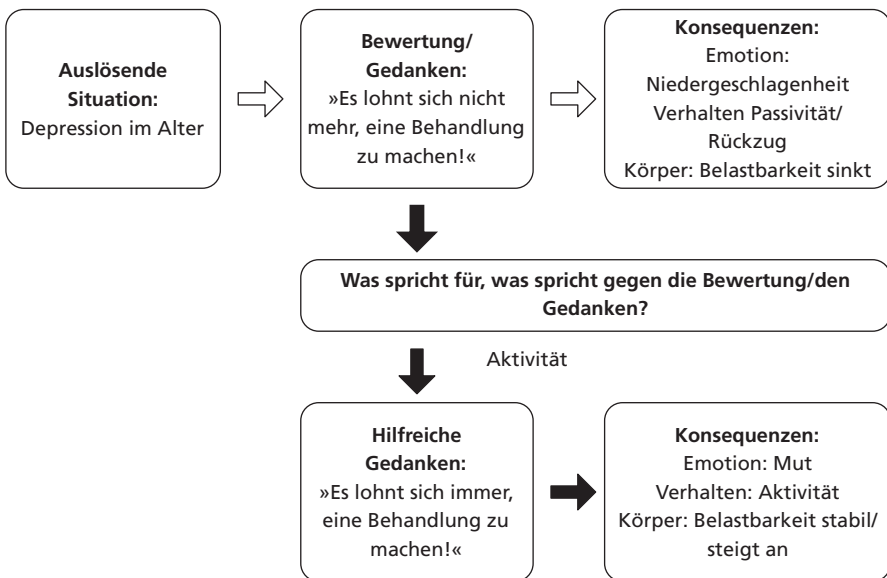 Auslösende
Situation:
Depression im Alter
Bewertung/
Gedanken:
»Es lohnt sich nicht
mehr, eine Behandlung
zu machen!«
Konsequenzen:
Emotion:
Niedergeschlagenheit
Verhalten Passivität/
Rückzug
Körper: Belastbarkeit sinkt
Was spricht für, was spricht gegen die Bewertung/den
Gedanken?
Aktivität
Hilfreiche
Gedanken:
»Es lohnt sich immer,
eine Behandlung zu
machen!«
Konsequenzen:
Emotion: Mut
Verhalten: Aktivität
Körper: Belastbarkeit stabil/
steigt an